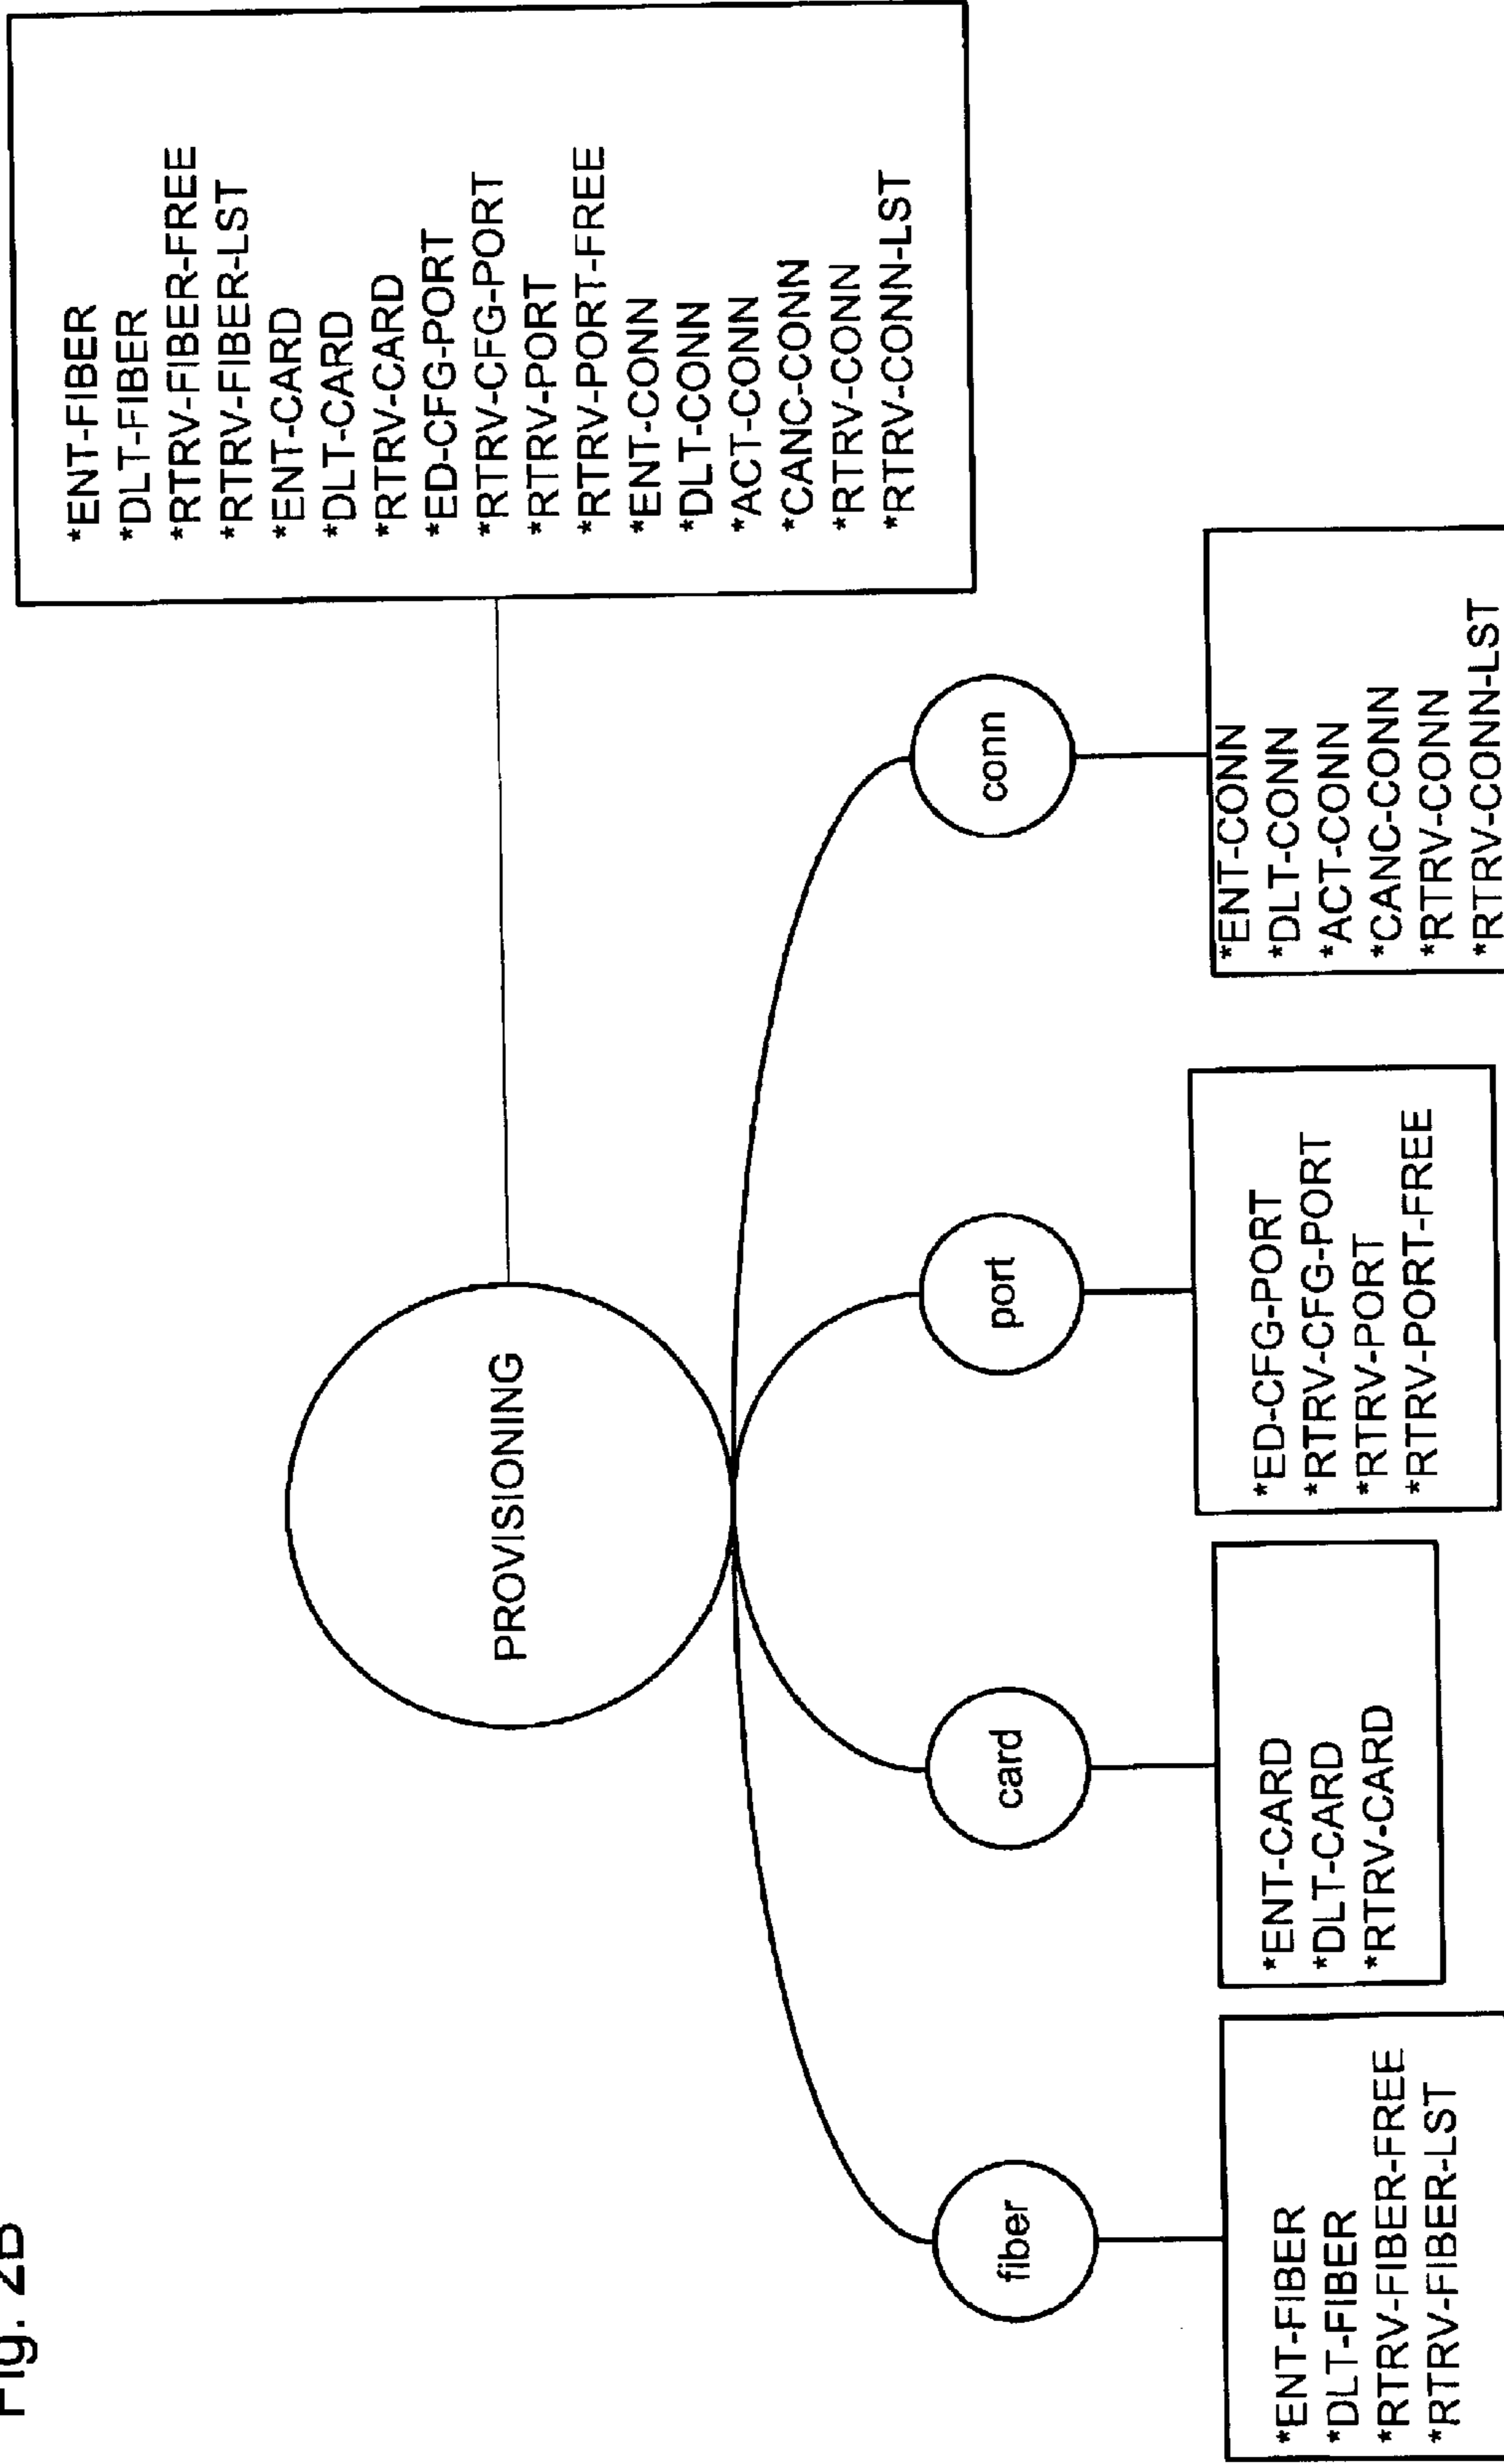 Fig. 2B
PROVISIONING
*ENT-FIBER
*DLT-FIBER
*RTRV-FIBER-FREE
*RTRV-FIBER-LST
*ENT-CARD
*DLT-CARD
*RTRV-CARD
*ED-CFG-PORT
*RTRV-CFG-PORT
*RTRV-PORT
*RTRV-PORT-FREE
*ENT-CONN
*DLT-CONN
*ACT-CONN
*CANC-CONN
*RTRV-CONN
*RTRV-CONN-LST
fiber
card
port
conn
*ENT-FIBER
*DLT-FIBER
*RTRV-FIBER-FREE
*RTRV-FIBER-LST
*ENT-CARD
*DLT-CARD
*RTRV-CARD
*ED-CFG-PORT
*RTRV-CFG-PORT
*RTRV-PORT
*RTRV-PORT-FREE
*ENT-CONN
*DLT-CONN
*ACT-CONN
*CANC-CONN
*RTRV-CONN
*RTRV-CONN-LST